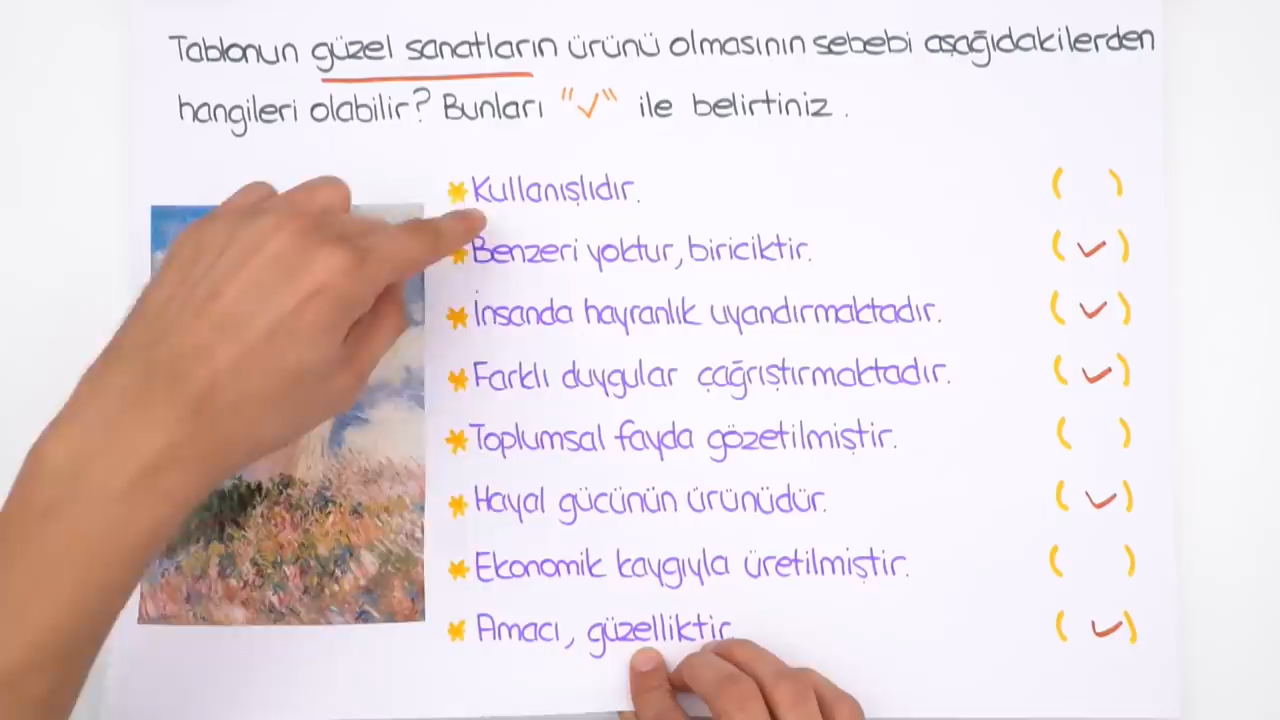 Tablonun güzel sanatların ürünü olmasının sebebi aşağıdakilerden
hangileri olabilir? Bunları "✓" ile belirtiniz.
* Kullanışlıdır. ( )
* Benzeri yoktur, biriciktir. (✓)
* İnsanda hayranlık uyandırmaktadır. (✓)
* Farklı duygular çağrıştırmaktadır. (✓)
* Toplumsal fayda gözetilmiştir. ( )
* Hayal gücünün ürünüdür. (✓)
* Ekonomik kaygıyla üretilmiştir. ( )
* Amacı, güzelliktir. (✓)